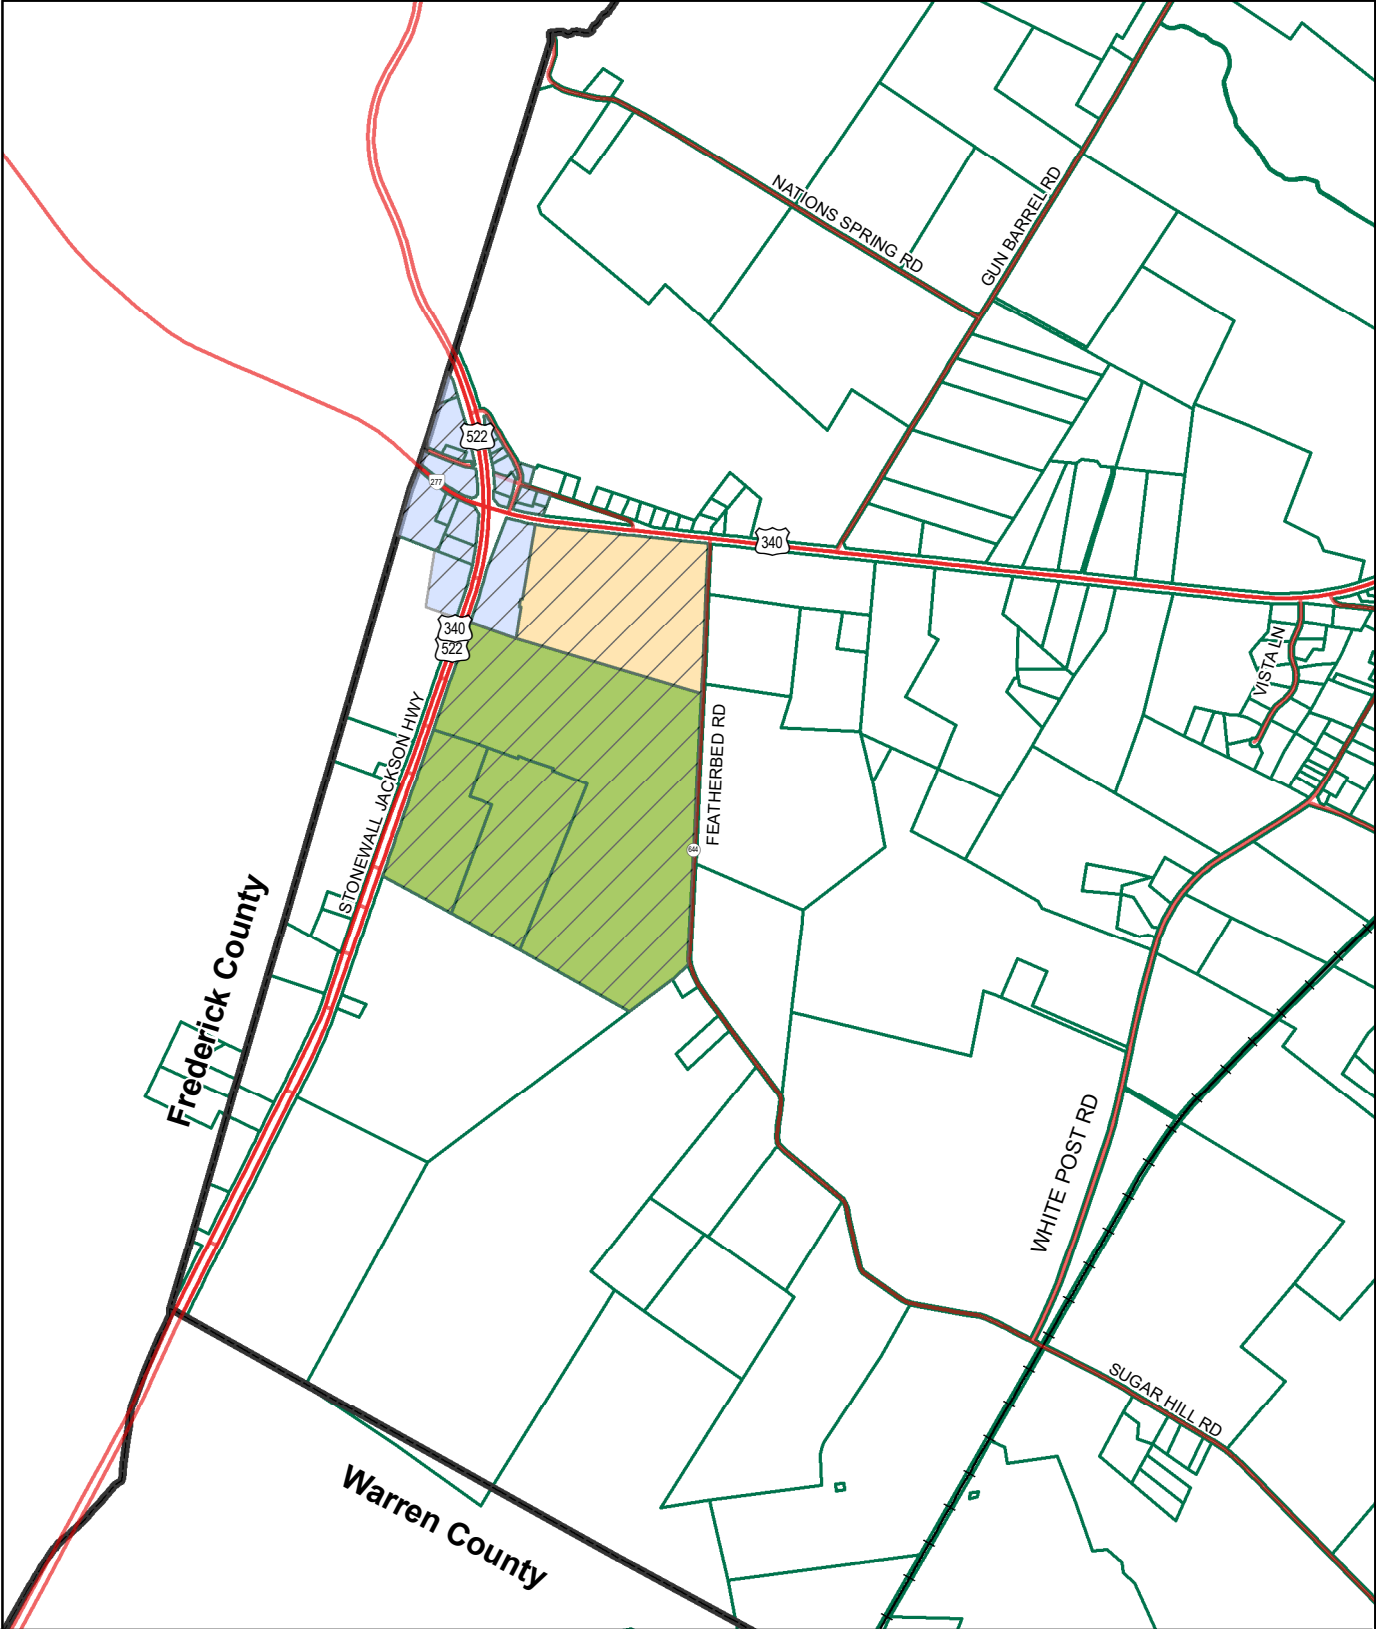 NATIONS SPRING RD
GUN BARREL RD
522
277
340
340
522
VISTA LN
STONEWALL JACKSON HWY
FEATHERBED RD
644
Frederick County
WHITE POST RD
SUGAR HILL RD
Warren County